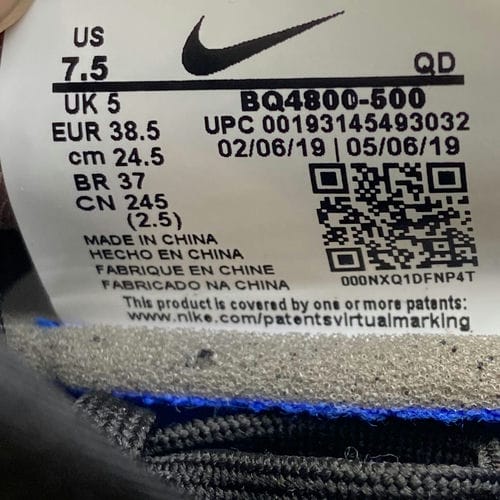 US
7.5
QD
UK 5
BQ4800-500
EUR 38.5
UPC 00193145493032
cm 24.5
02/06/19 | 05/06/19
BR 37
CN 245
(2.5)
MADE IN CHINA
HECHO EN CHINA
FABRIQUE EN CHINE
FABRICADO NA CHINA
000NXQ1DFNP4T
This product is covered by one or more patents:
www.nike.com/patentsvirtualmarking